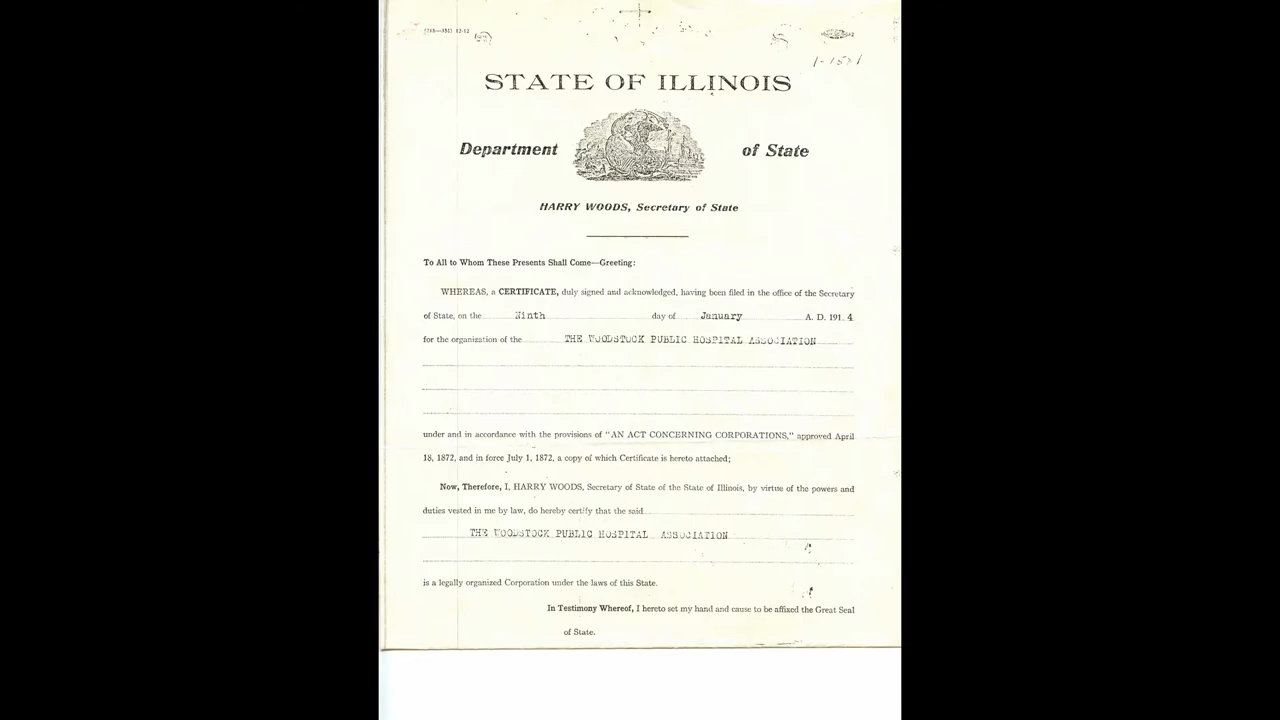 STATE OF ILLINOIS
Department of State
HARRY WOODS, Secretary of State
To All to Whom These Presents Shall Come—Greeting:
WHEREAS, a CERTIFICATE, duly signed and acknowledged, having been filed in the office of the Secretary
of State, on the Ninth day of January A. D. 191 4
for the organization of the THE WOODSTOCK PUBLIC HOSPITAL ASSOCIATION
under and in accordance with the provisions of "AN ACT CONCERNING CORPORATIONS," approved April
18, 1872, and in force July 1, 1872, a copy of which Certificate is hereto attached;
Now, Therefore, I, HARRY WOODS, Secretary of State of the State of Illinois, by virtue of the powers and
duties vested in me by law, do hereby certify that the said
THE WOODSTOCK PUBLIC HOSPITAL ASSOCIATION
is a legally organized Corporation under the laws of this State.
In Testimony Whereof, I hereto set my hand and cause to be affixed the Great Seal
of State.